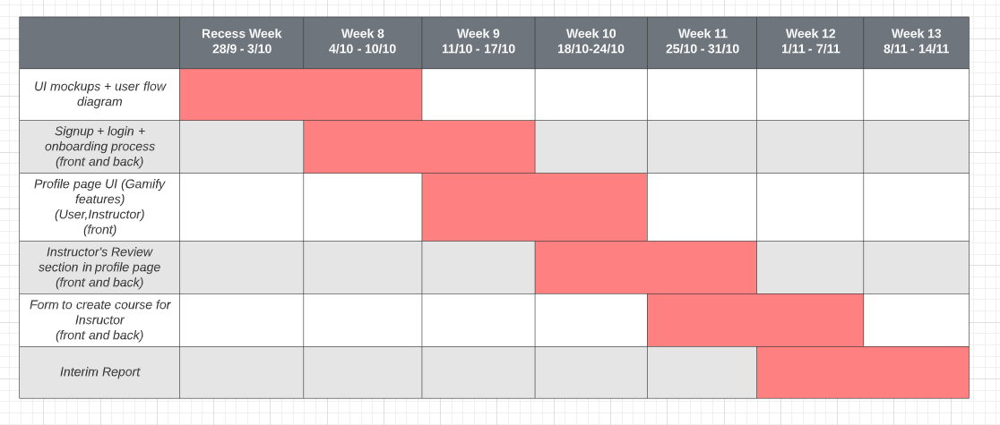 Recess Week
28/9 - 3/10
Week 8
4/10 - 10/10
Week 9
11/10 - 17/10
Week 10
18/10-24/10
Week 11
25/10 - 31/10
Week 12
1/11 - 7/11
Week 13
8/11 - 14/11
UI mockups + user flow
diagram
Signup + login +
onboarding process
(front and back)
Profile page UI (Gamify
features)
(User,Instructor)
(front)
Instructor's Review
section in profile page
(front and back)
Form to create course for
Insructor
(front and back)
Interim Report